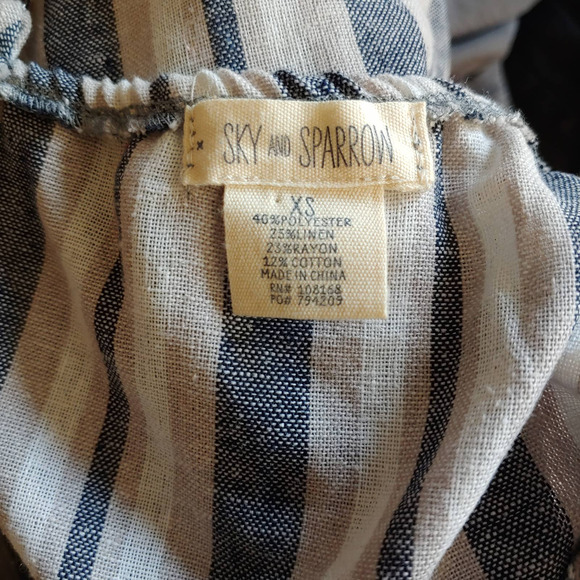 SKY AND SPARROW
XS
40%POLYESTER
25%LINEN
23%RAYON
12% COTTON
MADE IN CHINA
RN# 108168
PO# 794209